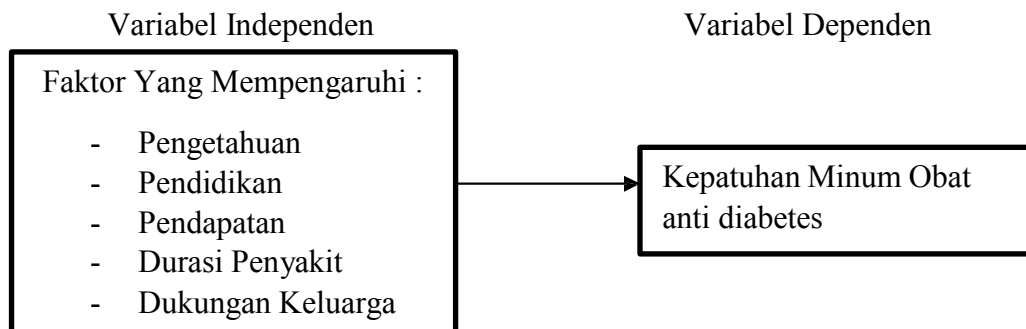 Variabel Independen
Variabel Dependen
Faktor Yang Mempengaruhi :
- Pengetahuan
- Pendidikan
- Pendapatan
- Durasi Penyakit
- Dukungan Keluarga
Kepatuhan Minum Obat
anti diabetes